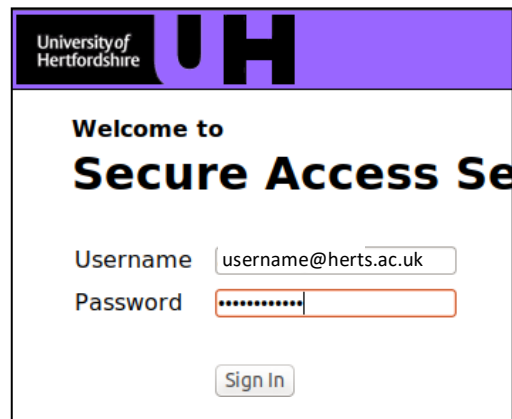 University of
Hertfordshire
UH
Welcome to
Secure Access Se
Username username@herts.ac.uk
Password ••••••••••••
Sign In